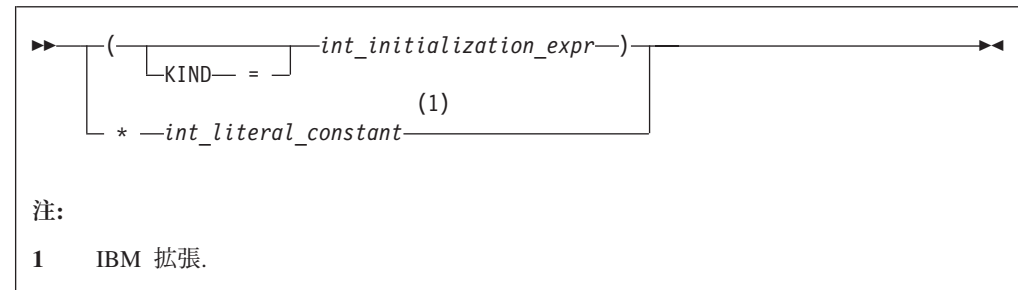 ( int_initialization_expr )
KIND =
(1)
* int_literal_constant
注:
1 IBM 拡張.